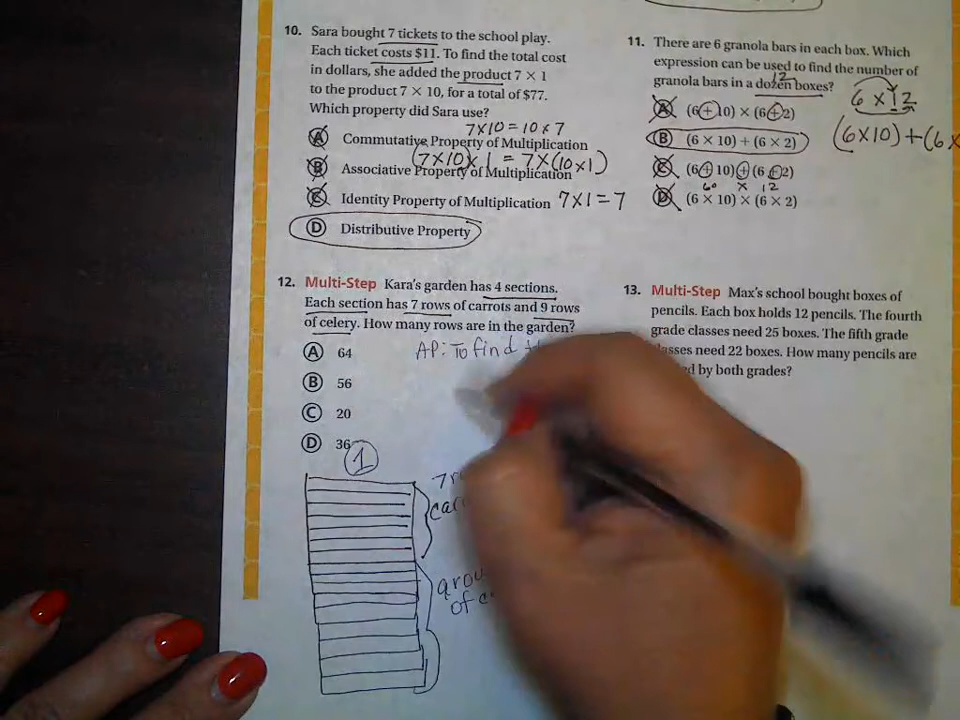 10. Sara bought 7 tickets to the school play.
Each ticket costs $11. To find the total cost
in dollars, she added the product 7 × 1
to the product 7 × 10, for a total of $77.
Which property did Sara use?
7×10 = 10×7
A Commutative Property of Multiplication
(7×10)×1 = 7×(10×1)
B Associative Property of Multiplication
C Identity Property of Multiplication 7×1=7
D Distributive Property
11. There are 6 granola bars in each box. Which
expression can be used to find the number of
12
granola bars in a dozen boxes?
6 × 12
A (6 + 10) × (6 + 2)
(6×10)+(6×
B (6 × 10) + (6 × 2)
C (6 + 10) + (6 + 2)
60 × 12
D (6 × 10) × (6 × 2)
12. Multi-Step Kara's garden has 4 sections.
Each section has 7 rows of carrots and 9 rows
of celery. How many rows are in the garden?
AP: To find
A 64
B 56
C 20
D 36
1
7
of
13. Multi-Step Max's school bought boxes of
pencils. Each box holds 12 pencils. The fourth
grade classes need 25 boxes. The fifth grade
classes need 22 boxes. How many pencils are
by both grades?